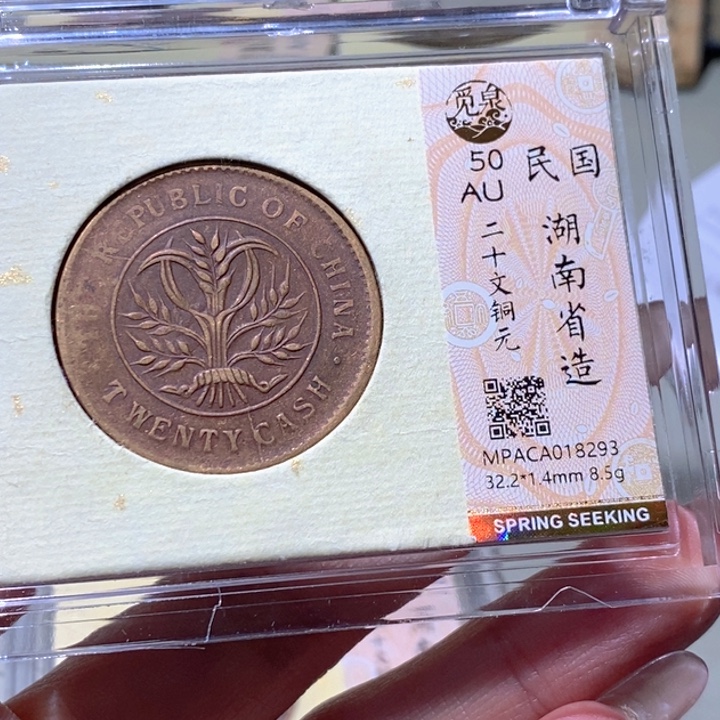 THE REPUBLIC OF CHINA
TWENTY CASH
觅泉
50
AU
民国
湖南省造
二十文铜元
MPACA018293
32.2*1.4mm 8.5g
SPRING SEEKING